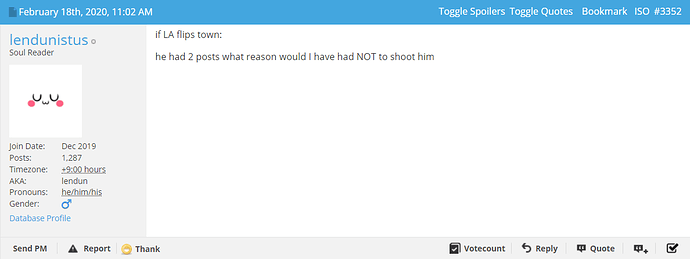 February 18th, 2020, 11:02 AM
Toggle Spoilers Toggle Quotes Bookmark ISO #3352
lendunistus
Soul Reader
Join Date: Dec 2019
Posts: 1,287
Timezone: +9:00 hours
AKA: lendun
Pronouns: he/him/his
Gender:
Database Profile
if LA flips town:
he had 2 posts what reason would I have had NOT to shoot him
Send PM Report Thank Votecount Reply Quote